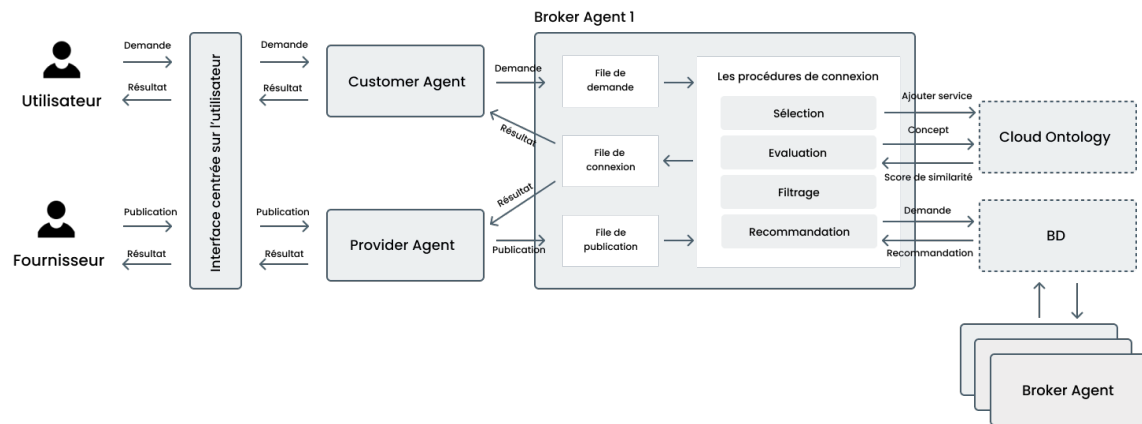 Broker Agent 1
Demande
Résultat
Utilisateur
Interface centrée sur l'utilisateur
Demande
Résultat
Customer Agent
Demande
Résultat
File de
demande
File de
connexion
File de
publication
Les procédures de connexion
Sélection
Evaluation
Filtrage
Recommandation
Ajouter service
Concept
Score de similarité
Cloud Ontology
Demande
Recommandation
BD
Publication
Résultat
Fournisseur
Publication
Résultat
Provider Agent
Résultat
Publication
Broker Agent